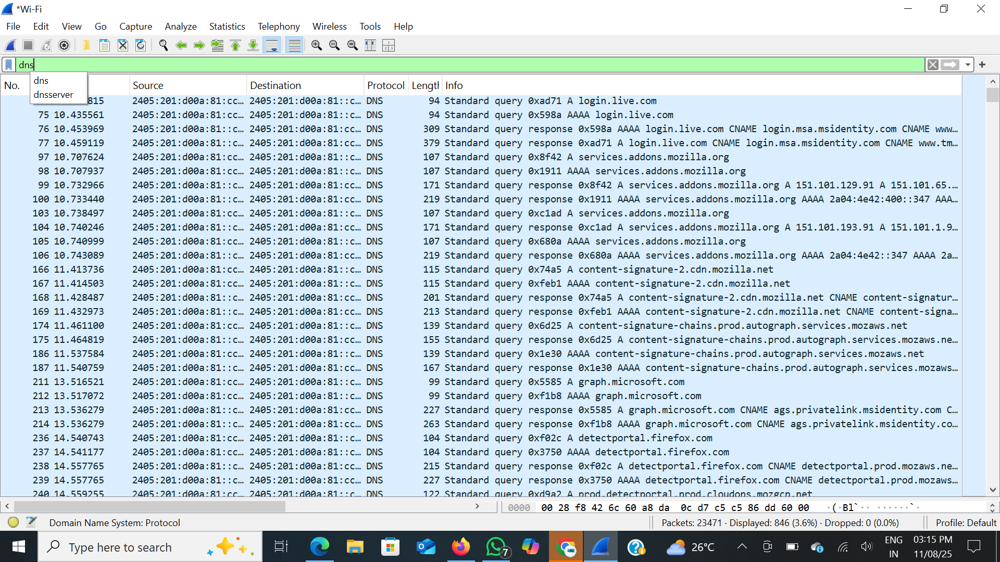 *Wi-Fi
File Edit View Go Capture Analyze Statistics Telephony Wireless Tools Help
dns
dns
dnsserver
No. Source Destination Protocol Length Info
815 2405:201:d00a:81:cc… 2405:201:d00a:81::c… DNS 94 Standard query 0xad71 A login.live.com
75 10.435561 2405:201:d00a:81:cc… 2405:201:d00a:81::c… DNS 94 Standard query 0x598a AAAA login.live.com
76 10.453969 2405:201:d00a:81::c… 2405:201:d00a:81:cc… DNS 309 Standard query response 0x598a AAAA login.live.com CNAME login.msa.msidentity.com CNAME www…
77 10.459119 2405:201:d00a:81::c… 2405:201:d00a:81:cc… DNS 379 Standard query response 0xad71 A login.live.com CNAME login.msa.msidentity.com CNAME www.tm…
97 10.707624 2405:201:d00a:81:cc… 2405:201:d00a:81::c… DNS 107 Standard query 0x8f42 A services.addons.mozilla.org
98 10.707937 2405:201:d00a:81:cc… 2405:201:d00a:81::c… DNS 107 Standard query 0x1911 AAAA services.addons.mozilla.org
99 10.732966 2405:201:d00a:81::c… 2405:201:d00a:81:cc… DNS 171 Standard query response 0x8f42 A services.addons.mozilla.org A 151.101.129.91 A 151.101.65.…
100 10.733440 2405:201:d00a:81::c… 2405:201:d00a:81:cc… DNS 219 Standard query response 0x1911 AAAA services.addons.mozilla.org AAAA 2a04:4e42:400::347 AAA…
103 10.738497 2405:201:d00a:81:cc… 2405:201:d00a:81::c… DNS 107 Standard query 0xc1ad A services.addons.mozilla.org
104 10.740246 2405:201:d00a:81::c… 2405:201:d00a:81:cc… DNS 171 Standard query response 0xc1ad A services.addons.mozilla.org A 151.101.193.91 A 151.101.1.9…
105 10.740999 2405:201:d00a:81:cc… 2405:201:d00a:81::c… DNS 107 Standard query 0x680a AAAA services.addons.mozilla.org
106 10.743089 2405:201:d00a:81::c… 2405:201:d00a:81:cc… DNS 219 Standard query response 0x680a AAAA services.addons.mozilla.org AAAA 2a04:4e42::347 AAAA 2a…
166 11.413736 2405:201:d00a:81:cc… 2405:201:d00a:81::c… DNS 115 Standard query 0x74a5 A content-signature-2.cdn.mozilla.net
167 11.414503 2405:201:d00a:81:cc… 2405:201:d00a:81::c… DNS 115 Standard query 0xfeb1 AAAA content-signature-2.cdn.mozilla.net
168 11.428487 2405:201:d00a:81::c… 2405:201:d00a:81:cc… DNS 201 Standard query response 0x74a5 A content-signature-2.cdn.mozilla.net CNAME content-signatur…
169 11.432973 2405:201:d00a:81::c… 2405:201:d00a:81:cc… DNS 213 Standard query response 0xfeb1 AAAA content-signature-2.cdn.mozilla.net CNAME content-signa…
174 11.461100 2405:201:d00a:81:cc… 2405:201:d00a:81::c… DNS 139 Standard query 0x6d25 A content-signature-chains.prod.autograph.services.mozaws.net
175 11.464819 2405:201:d00a:81::c… 2405:201:d00a:81:cc… DNS 155 Standard query response 0x6d25 A content-signature-chains.prod.autograph.services.mozaws.ne…
186 11.537584 2405:201:d00a:81:cc… 2405:201:d00a:81::c… DNS 139 Standard query 0x1e30 AAAA content-signature-chains.prod.autograph.services.mozaws.net
187 11.540759 2405:201:d00a:81::c… 2405:201:d00a:81:cc… DNS 167 Standard query response 0x1e30 AAAA content-signature-chains.prod.autograph.services.mozaws…
211 13.516521 2405:201:d00a:81:cc… 2405:201:d00a:81::c… DNS 99 Standard query 0x5585 A graph.microsoft.com
212 13.517072 2405:201:d00a:81:cc… 2405:201:d00a:81::c… DNS 99 Standard query 0xf1b8 AAAA graph.microsoft.com
213 13.536279 2405:201:d00a:81::c… 2405:201:d00a:81:cc… DNS 227 Standard query response 0x5585 A graph.microsoft.com CNAME ags.privatelink.msidentity.com C…
214 13.536279 2405:201:d00a:81::c… 2405:201:d00a:81:cc… DNS 263 Standard query response 0xf1b8 AAAA graph.microsoft.com CNAME ags.privatelink.msidentity.co…
236 14.540743 2405:201:d00a:81:cc… 2405:201:d00a:81::c… DNS 104 Standard query 0xf02c A detectportal.firefox.com
237 14.541177 2405:201:d00a:81:cc… 2405:201:d00a:81::c… DNS 104 Standard query 0x3750 AAAA detectportal.firefox.com
238 14.557765 2405:201:d00a:81::c… 2405:201:d00a:81:cc… DNS 215 Standard query response 0xf02c A detectportal.firefox.com CNAME detectportal.prod.mozaws.ne…
239 14.557765 2405:201:d00a:81::c… 2405:201:d00a:81:cc… DNS 227 Standard query response 0x3750 AAAA detectportal.firefox.com CNAME detectportal.prod.mozaws…
240 14.559255 2405:201:d00a:81:cc… 2405:201:d00a:81::c… DNS 122 Standard query 0xd9a2 A prod.detectportal.prod.cloudops.mozgcp.net
0000 00 28 f8 42 6c 60 a8 da 0c d7 c5 c5 86 dd 60 00 ·(·Bl`·· ······`·
Domain Name System: Protocol Packets: 23471 · Displayed: 846 (3.6%) · Dropped: 0 (0.0%) Profile: Default
Type here to search 7 26°C ENG 03:15 PM
IN 11/08/25